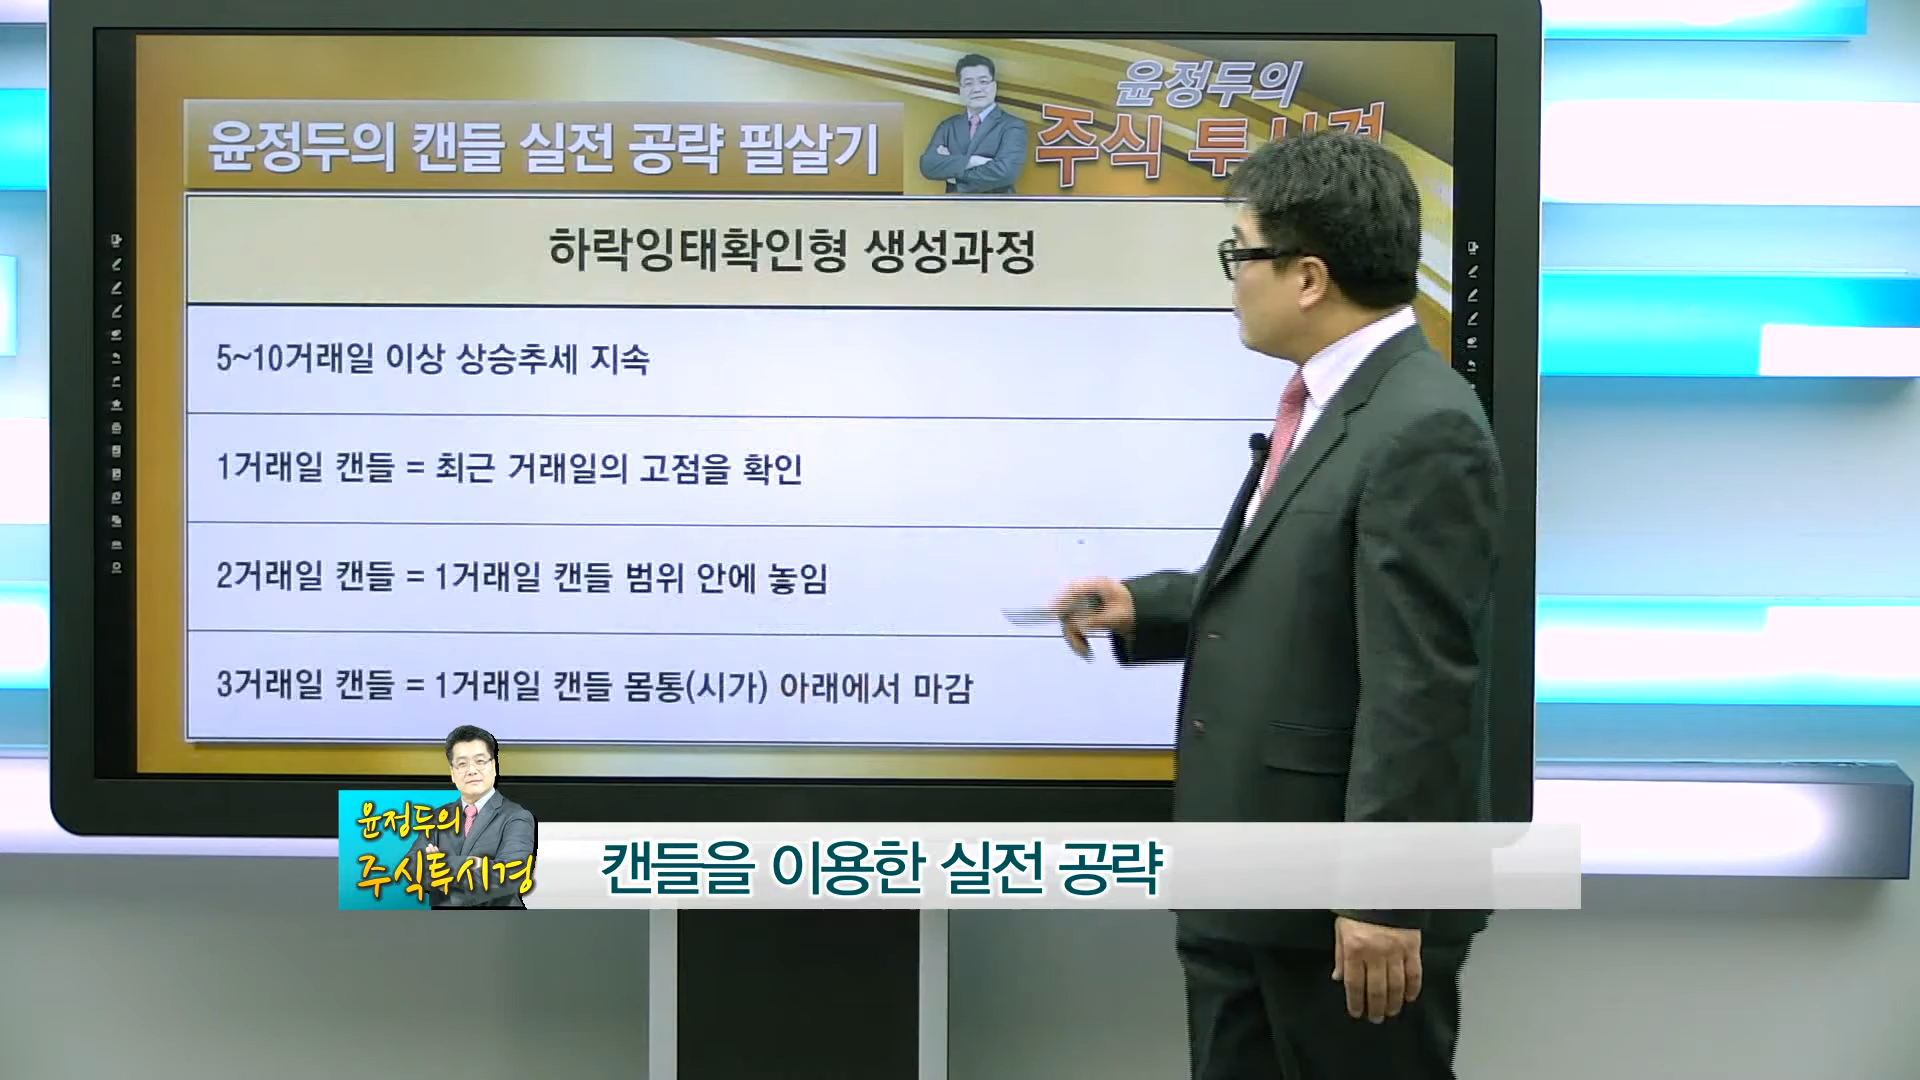 윤정두의
주식 투시경
윤정두의 캔들 실전 공략 필살기
하락잉태확인형 생성과정
5~10거래일 이상 상승추세 지속
1거래일 캔들 = 최근 거래일의 고점을 확인
2거래일 캔들 = 1거래일 캔들 범위 안에 놓임
3거래일 캔들 = 1거래일 캔들 몸통(시가) 아래에서 마감
윤정두의
주식투시경
캔들을 이용한 실전 공략